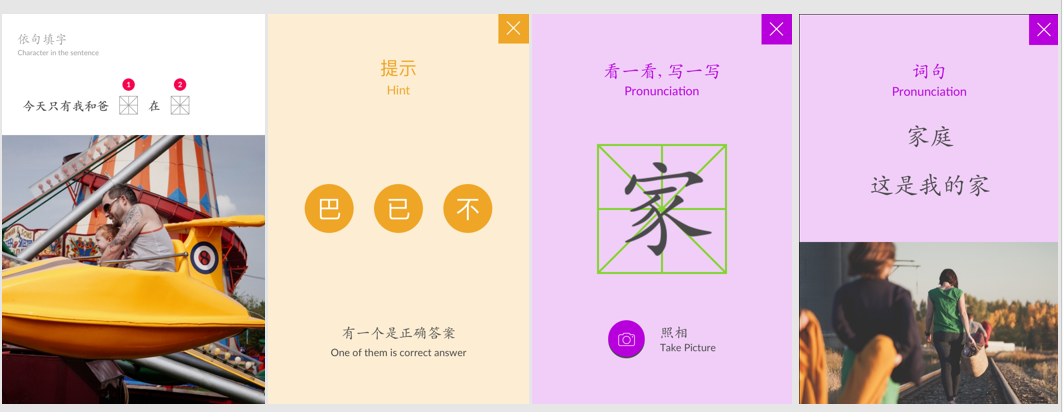 依句填字
Character in the sentence
1
2
今天只有我和爸
在
提示
Hint
巴
已
不
有一个是正确答案
One of them is correct answer
看一看, 写一写
Pronunciation
家
照相
Take Picture
词句
Pronunciation
家庭
这是我的家